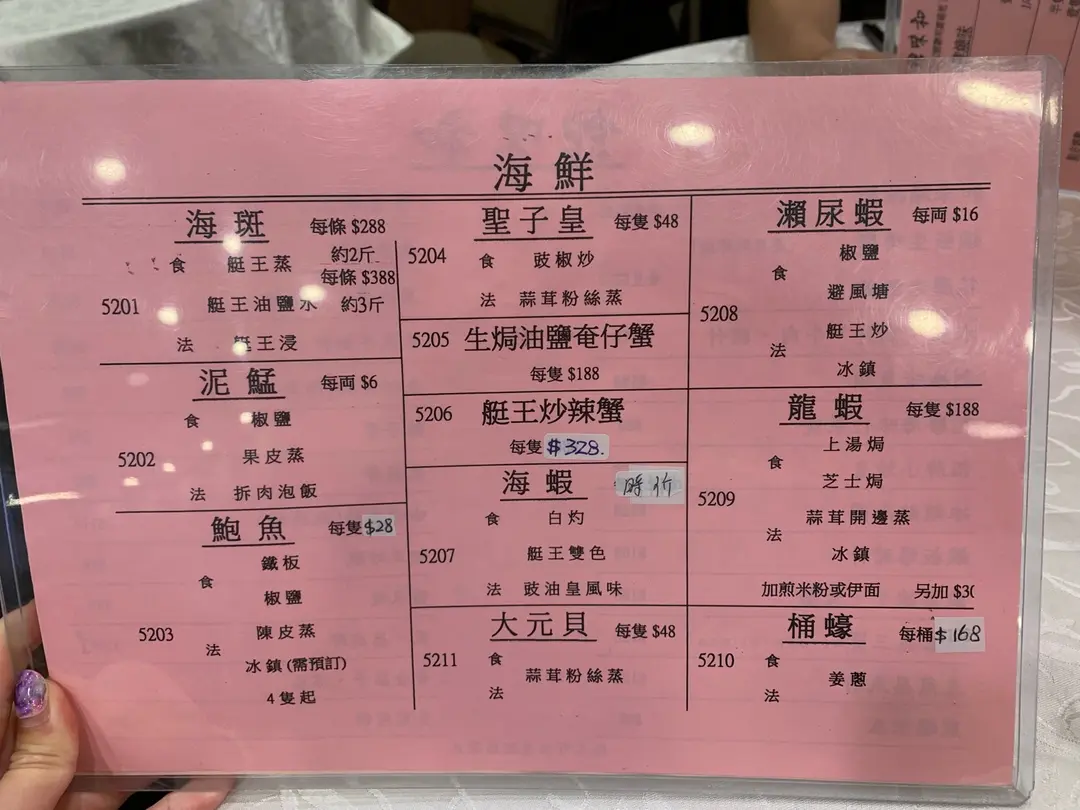 海鮮
海斑 每條 $288
約2斤
食 艇王蒸
每條 $388
5201 艇王油鹽水 約3斤
法 艇王浸
泥鯭 每両 $6
食 椒鹽
5202 果皮蒸
法 拆肉泡飯
鮑魚 每隻 $28
鐵板
食
椒鹽
5203 陳皮蒸
法
冰鎮 (需預訂)
4 隻起
聖子皇 每隻 $48
5204 食 豉椒炒
法 蒜茸粉絲蒸
5205 生焗油鹽奄仔蟹
每隻 $188
5206 艇王炒辣蟹
每隻 $328.
海蝦 時价
食 白灼
5207 艇王雙色
法 豉油皇風味
大元貝 每隻 $48
5211 食
蒜茸粉絲蒸
法
瀨尿蝦 每両 $16
椒鹽
食
避風塘
5208
艇王炒
法
冰鎮
龍蝦 每隻 $188
上湯焗
食
芝士焗
5209
蒜茸開邊蒸
法
冰鎮
加煎米粉或伊面 另加 $30
桶蠔 每桶 $168
5210 食
姜蔥
法